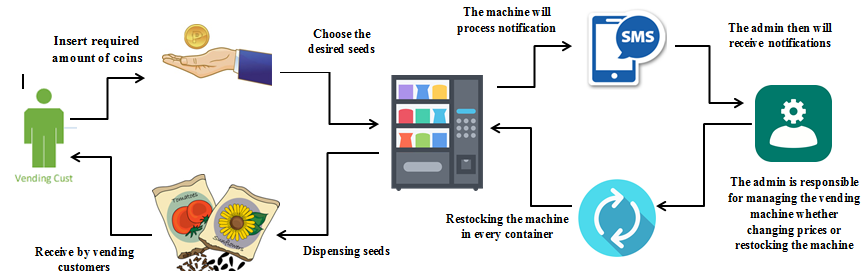 Insert required
amount of coins
Choose the
desired seeds
The machine will
process notification
SMS
The admin then will
receive notifications
Vending Cust
Tomatoes
Sunflowers
Receive by vending
customers
Dispensing seeds
Restocking the machine
in every container
The admin is responsible
for managing the vending
machine whether
changing prices or
restocking the machine